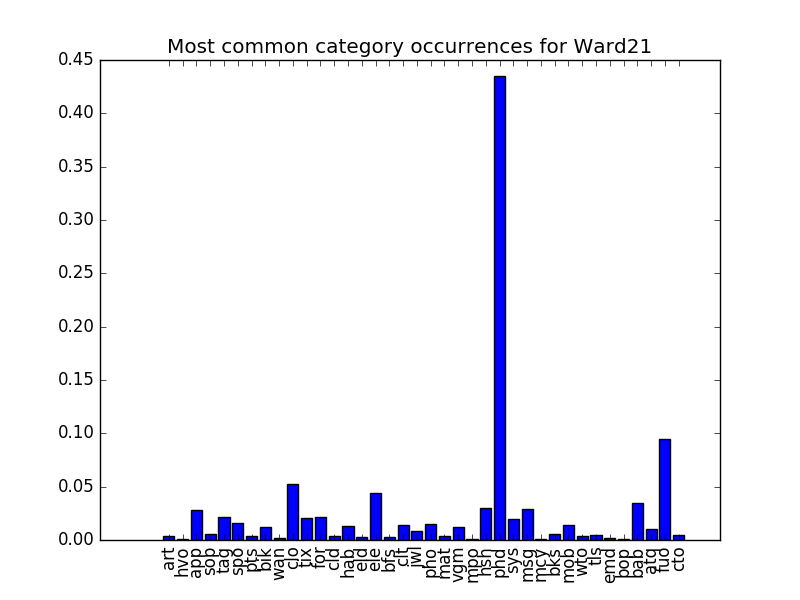 Most common category occurrences for Ward21
0.45
0.40
0.35
0.30
0.25
0.20
0.15
0.10
0.05
0.00
art
hvo
app
sop
tag
spo
pts
bik
wan
clo
tix
for
cld
hab
eld
ele
bfs
clt
jwl
pho
mat
vgm
mpo
hsh
phd
sys
msg
mcy
bks
mob
wto
tls
emd
bop
bab
atq
fuo
cto